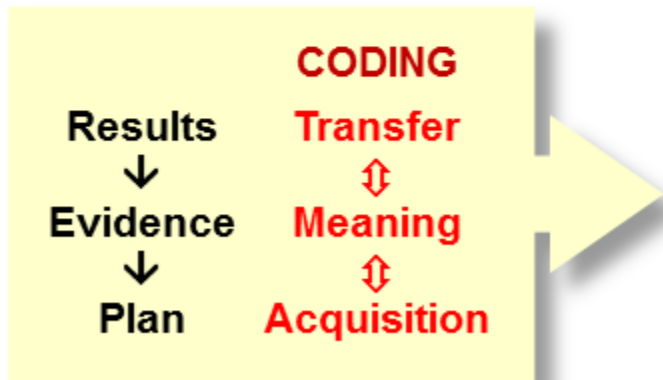 CODING
Results Transfer
↓ ⇕
Evidence Meaning
↓ ⇕
Plan Acquisition